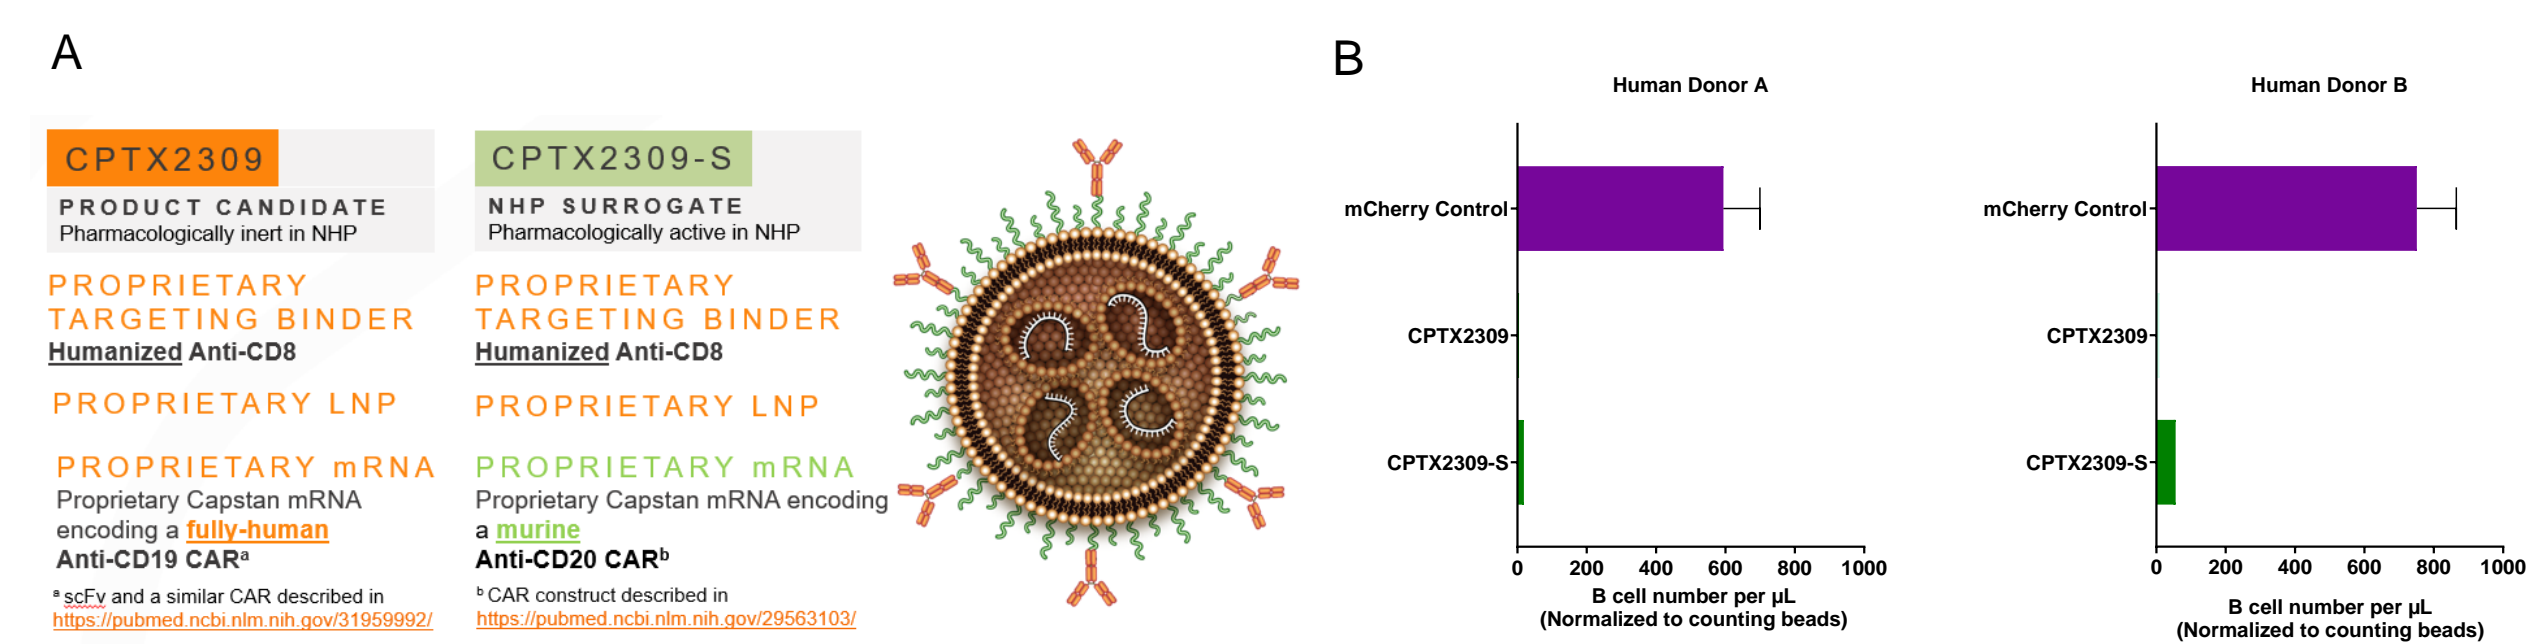 A
CPTX2309
PRODUCT CANDIDATE
Pharmacologically inert in NHP
PROPRIETARY
TARGETING BINDER
Humanized Anti-CD8
PROPRIETARY LNP
PROPRIETARY mRNA
Proprietary Capstan mRNA
encoding a fully-human
Anti-CD19 CARᵃ
ᵃ scFv and a similar CAR described in
https://pubmed.ncbi.nlm.nih.gov/31959992/
CPTX2309-S
NHP SURROGATE
Pharmacologically active in NHP
PROPRIETARY
TARGETING BINDER
Humanized Anti-CD8
PROPRIETARY LNP
PROPRIETARY mRNA
Proprietary Capstan mRNA encoding
a murine
Anti-CD20 CARᵇ
ᵇ CAR construct described in
https://pubmed.ncbi.nlm.nih.gov/29563103/
B
Human Donor A
mCherry Control
CPTX2309
CPTX2309-S
0 200 400 600 800 1000
B cell number per µL
(Normalized to counting beads)
Human Donor B
mCherry Control
CPTX2309
CPTX2309-S
0 200 400 600 800 1000
B cell number per µL
(Normalized to counting beads)